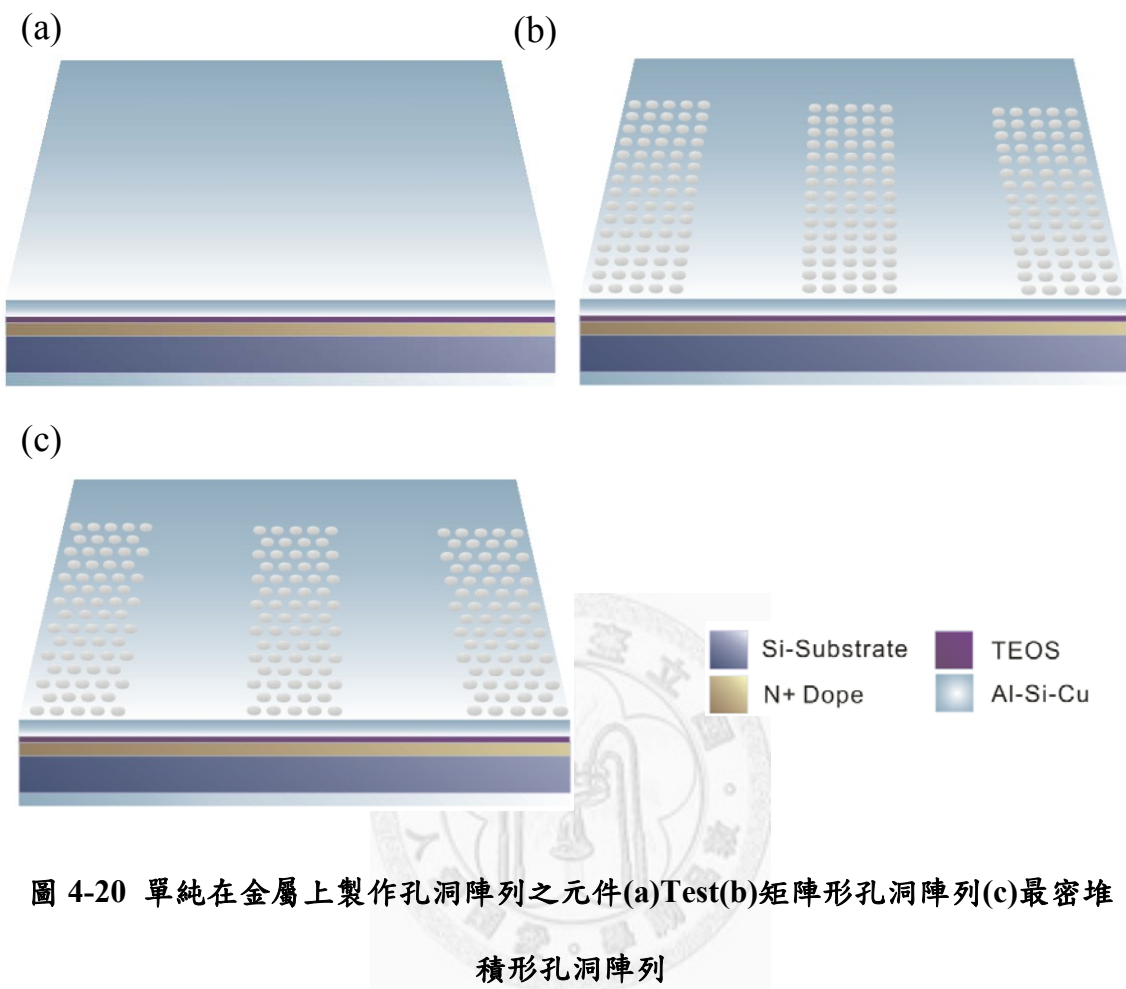 (a)
(b)
(c)
Si-Substrate
TEOS
N+ Dope
Al-Si-Cu
圖 4-20 單純在金屬上製作孔洞陣列之元件(a)Test(b)矩陣形孔洞陣列(c)最密堆
積形孔洞陣列